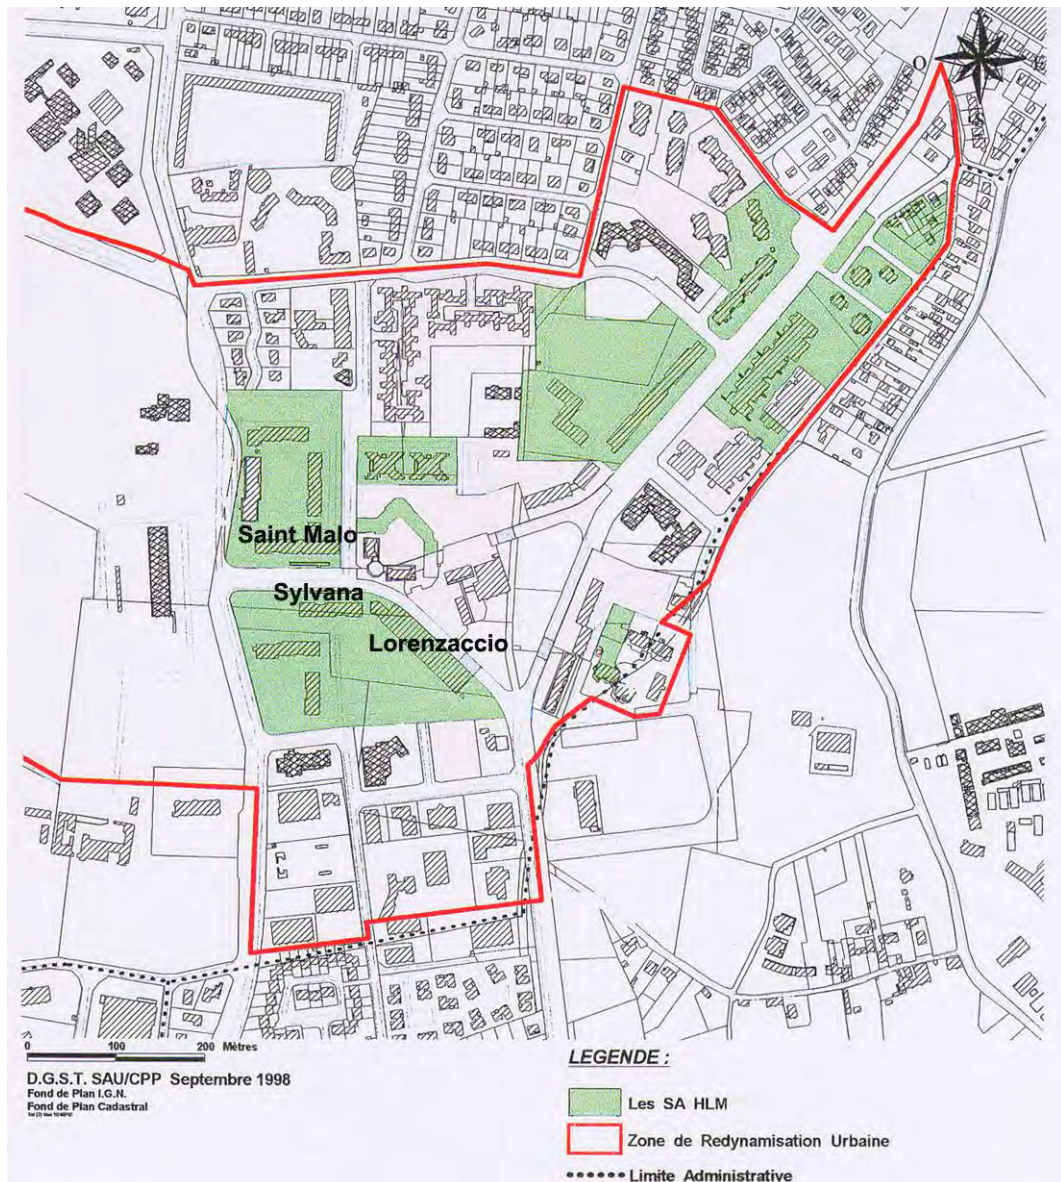 O
Saint Malo
Sylvana
Lorenzaccio
0 100 200 Mètres
D.G.S.T. SAU/CPP Septembre 1998
Fond de Plan I.G.N.
Fond de Plan Cadastral
LEGENDE :
Les SA HLM
Zone de Redynamisation Urbaine
Limite Administrative